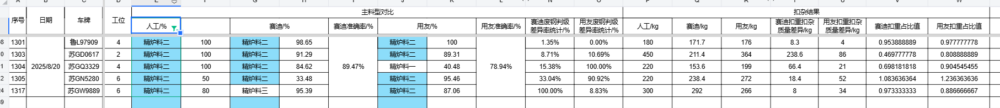 A B C D E F G H I J K L N O P Q R T U V W
序号 日期 车牌 工位 主料型对比 扣杂结果
人工/% 赛迪/% 赛迪准确率/% 用友/% 用友准确率/% 赛迪废钢判级差异率统计/% 用友废钢判级差异率统计/% 人工/kg 赛迪/kg 用友/kg 赛迪扣重扣杂质量差异/kg 用友扣重扣杂质量差异/kg 赛迪扣重占比值 用友扣重占比值
1301 鲁L97909 4 精炉料二 100 精炉料二 98.65 精炉料二 100 1.35% 0.00% 180 171.7 176 8.3 4 0.953888889 0.977777778
1303 苏GD0617 2 精炉料二 100 精炉料二 91.29 精炉料二 89.31 8.71% 10.69% 450 211.4 364 238.6 86 0.469777778 0.808888889
1304 2025/8/20 苏GQ3329 4 精炉料二 100 精炉料二 84.62 89.47% 精炉料一 40.48 78.94% 15.38% 100.00% 220 153.6 199 66.4 21 0.698181818 0.904545455
1305 苏GN5280 6 精炉料二 50 精炉料二 33.48 精炉料二 95.46 33.04% 90.92% 220 238.4 272 18.4 52 1.083636364 1.236363636
1317 苏GW9889 6 精炉料二 80 精炉料三 95.39 精炉料二 87.06 100.00% 8.83% 300 292 266 8 34 0.973333333 0.886666667